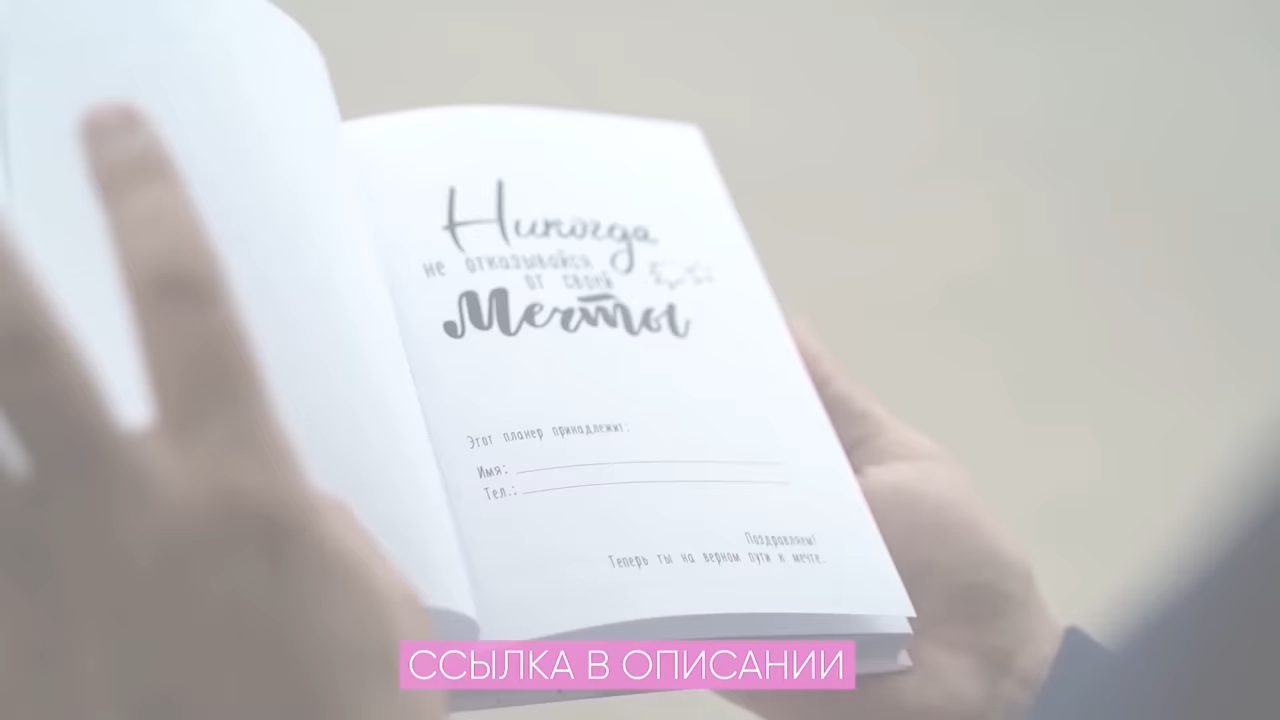 Никогда
не отказывайся
от своей
Мечты
Этот планер принадлежит:
Имя:
Тел.:
Поздравляем!
Теперь ты на верном пути к мечте.
ССЫЛКА В ОПИСАНИИ